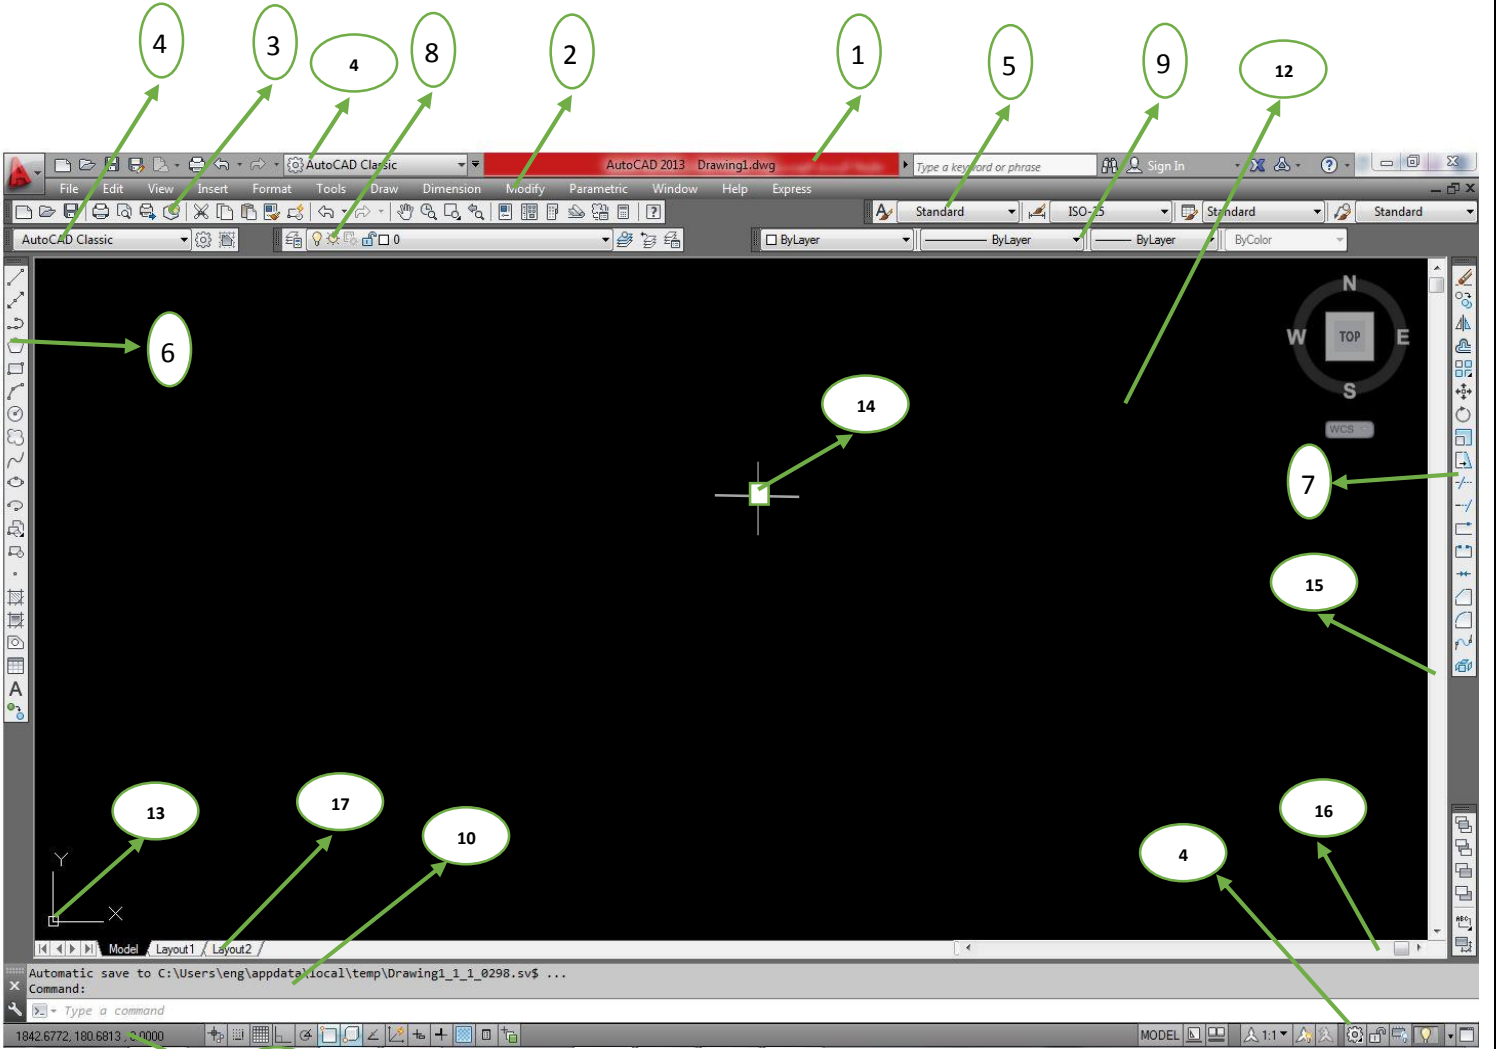 4 3 4 8 2 1 5 9 12
AutoCAD Classic
AutoCAD 2013 Drawing1.dwg
Type a keyword or phrase
Sign In
File Edit View Insert Format Tools Draw Dimension Modify Parametric Window Help Express
Standard ISO-25 Standard Standard
AutoCAD Classic
0
ByLayer ByLayer ByLayer ByColor
N
W TOP E
S
WCS
6
14
7
15
A
13
17
10
4
16
Y
X
ABC
Model Layout1 Layout2
Automatic save to C:\Users\eng\appdata\local\temp\Drawing1_1_1_0298.sv$ ...
Command:
Type a command
1842.6772, 180.6813 , 0.0000
MODEL
1:1